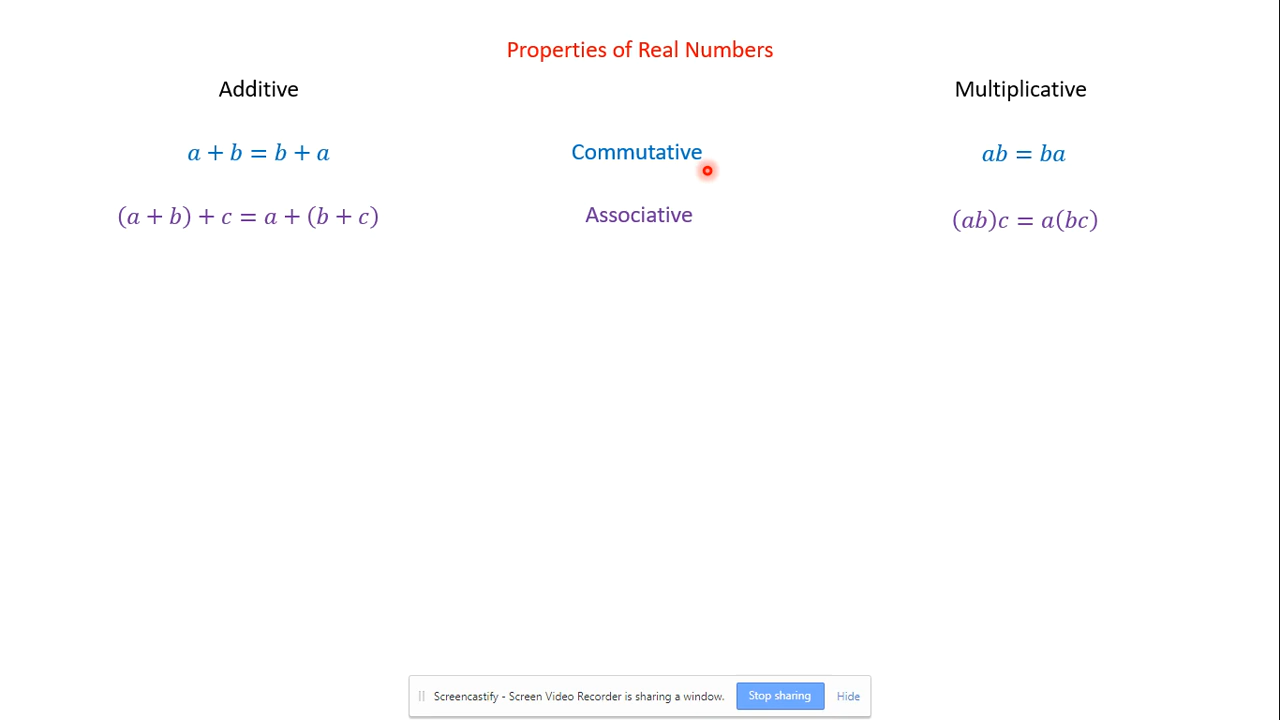 Properties of Real Numbers
Additive Multiplicative
a + b = b + a Commutative ab = ba
(a + b) + c = a + (b + c) Associative (ab)c = a(bc)
Screencastify - Screen Video Recorder is sharing a window. Stop sharing Hide